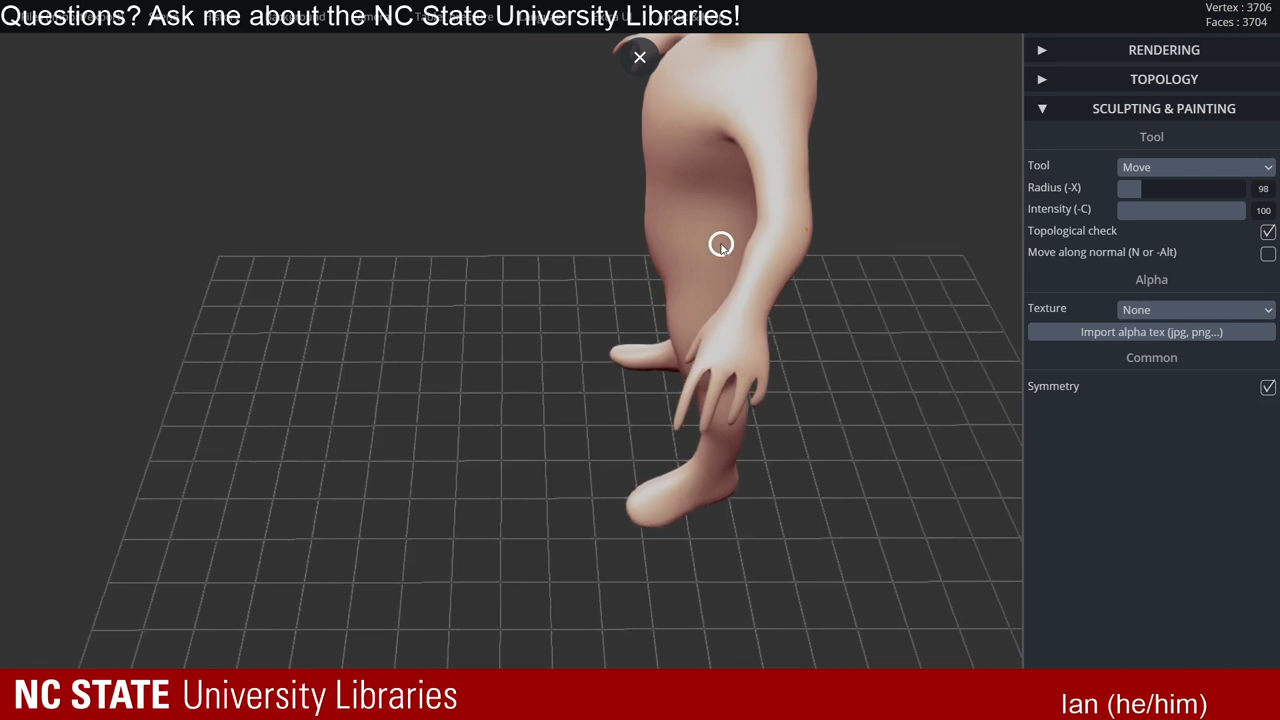 Questions? Ask me about the NC State University Libraries!
Vertex : 3706
Faces : 3704
RENDERING
TOPOLOGY
SCULPTING & PAINTING
Tool
Tool Move
Radius (-X) 98
Intensity (-C) 100
Topological check
Move along normal (N or -Alt)
Alpha
Texture None
Import alpha tex (jpg, png...)
Common
Symmetry
NC STATE University Libraries
Ian (he/him)